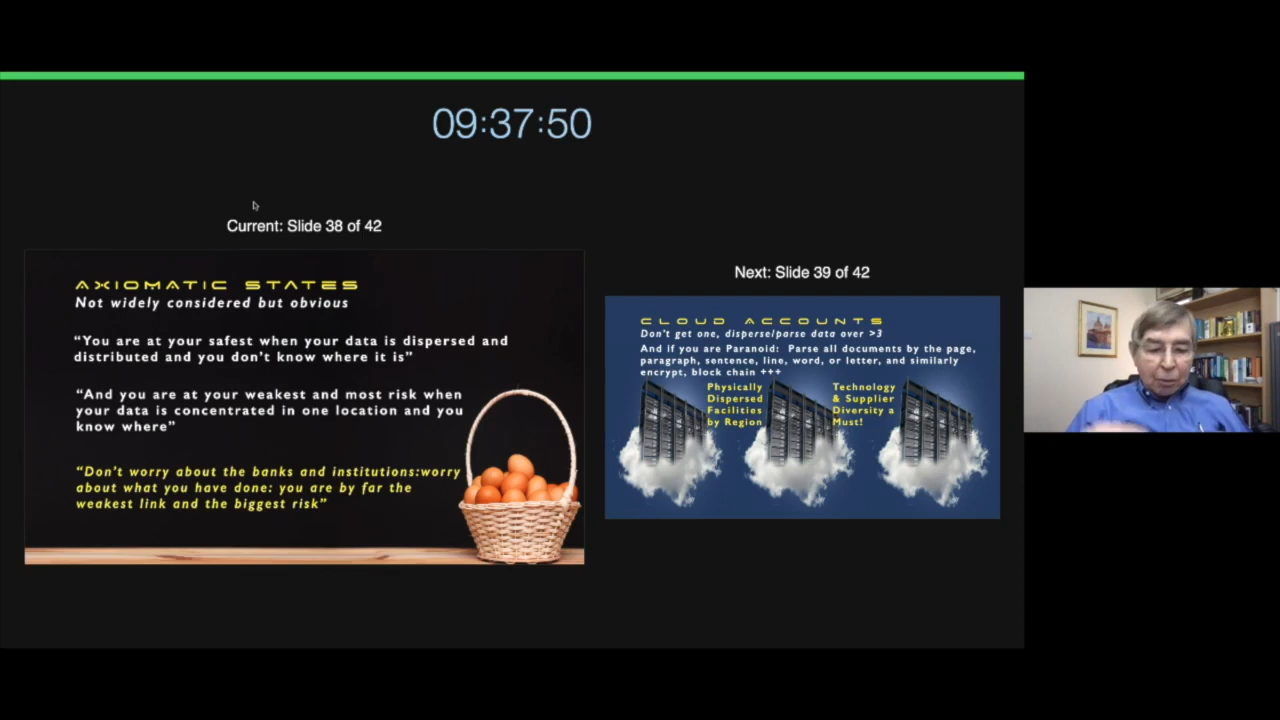 09:37:50
Current: Slide 38 of 42
AXIOMATIC STATES
Not widely considered but obvious
“You are at your safest when your data is dispersed and
distributed and you don’t know where it is”
“And you are at your weakest and most risk when
your data is concentrated in one location and you
know where”
“Don’t worry about the banks and institutions:worry
about what you have done: you are by far the
weakest link and the biggest risk”
Next: Slide 39 of 42
CLOUD ACCOUNTS
Don’t get one, disperse/parse data over >3
And if you are Paranoid: Parse all documents by the page,
paragraph, sentence, line, word, or letter, and similarly
encrypt, block chain +++
Physically
Dispersed
Facilities
by Region
Technology
& Supplier
Diversity a
Must!